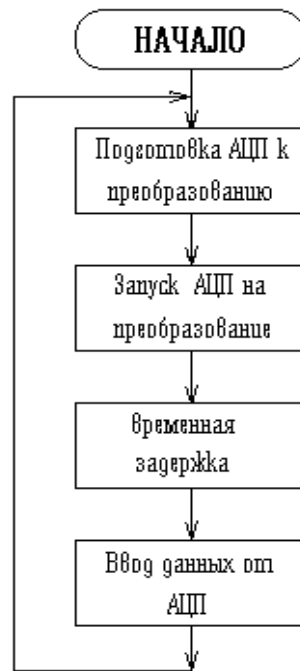 НАЧАЛО
Подготовка АЦП к
преобразованию
Запуск АЦП на
преобразование
временная
задержка
Ввод данных от
АЦП